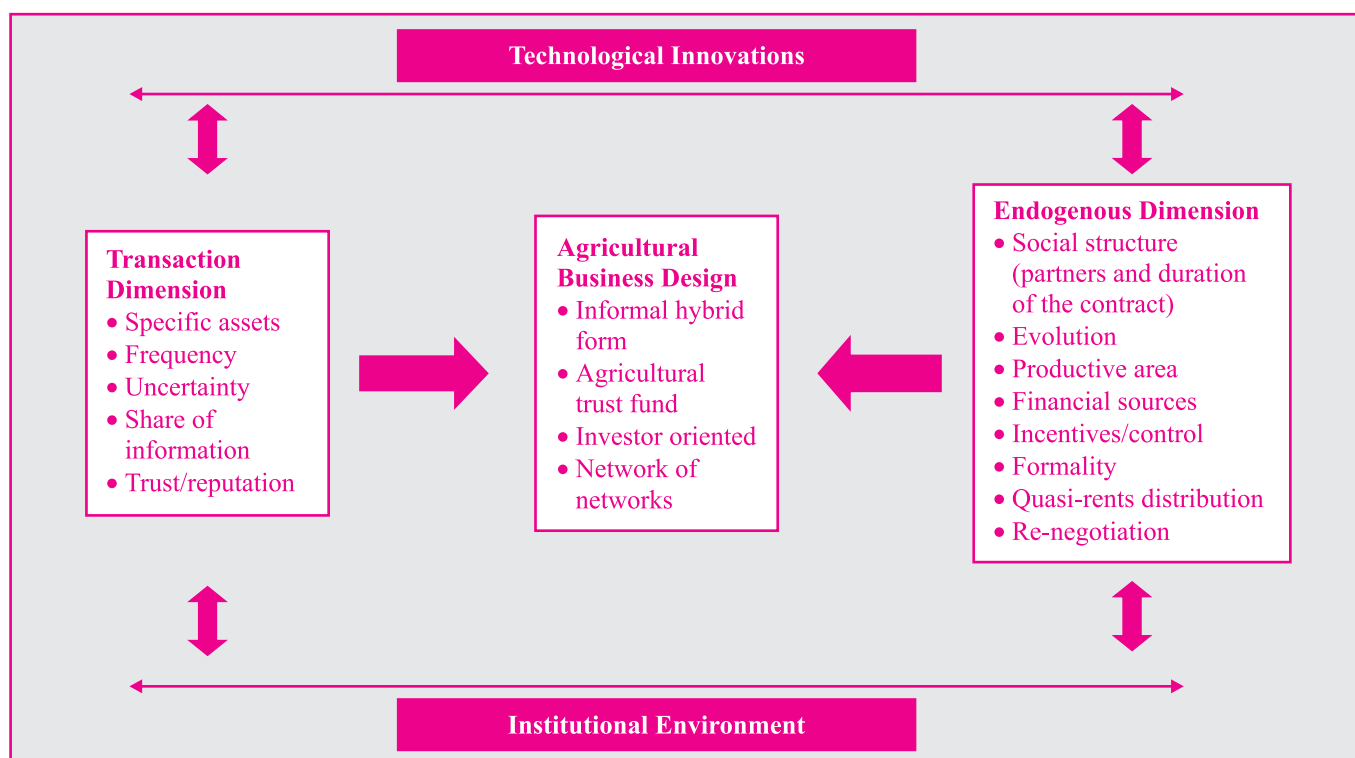 Technological Innovations
Transaction
Dimension
• Specific assets
• Frequency
• Uncertainty
• Share of
information
• Trust/reputation
Agricultural
Business Design
• Informal hybrid
form
• Agricultural
trust fund
• Investor oriented
• Network of
networks
Endogenous Dimension
• Social structure
(partners and duration
of the contract)
• Evolution
• Productive area
• Financial sources
• Incentives/control
• Formality
• Quasi-rents distribution
• Re-negotiation
Institutional Environment